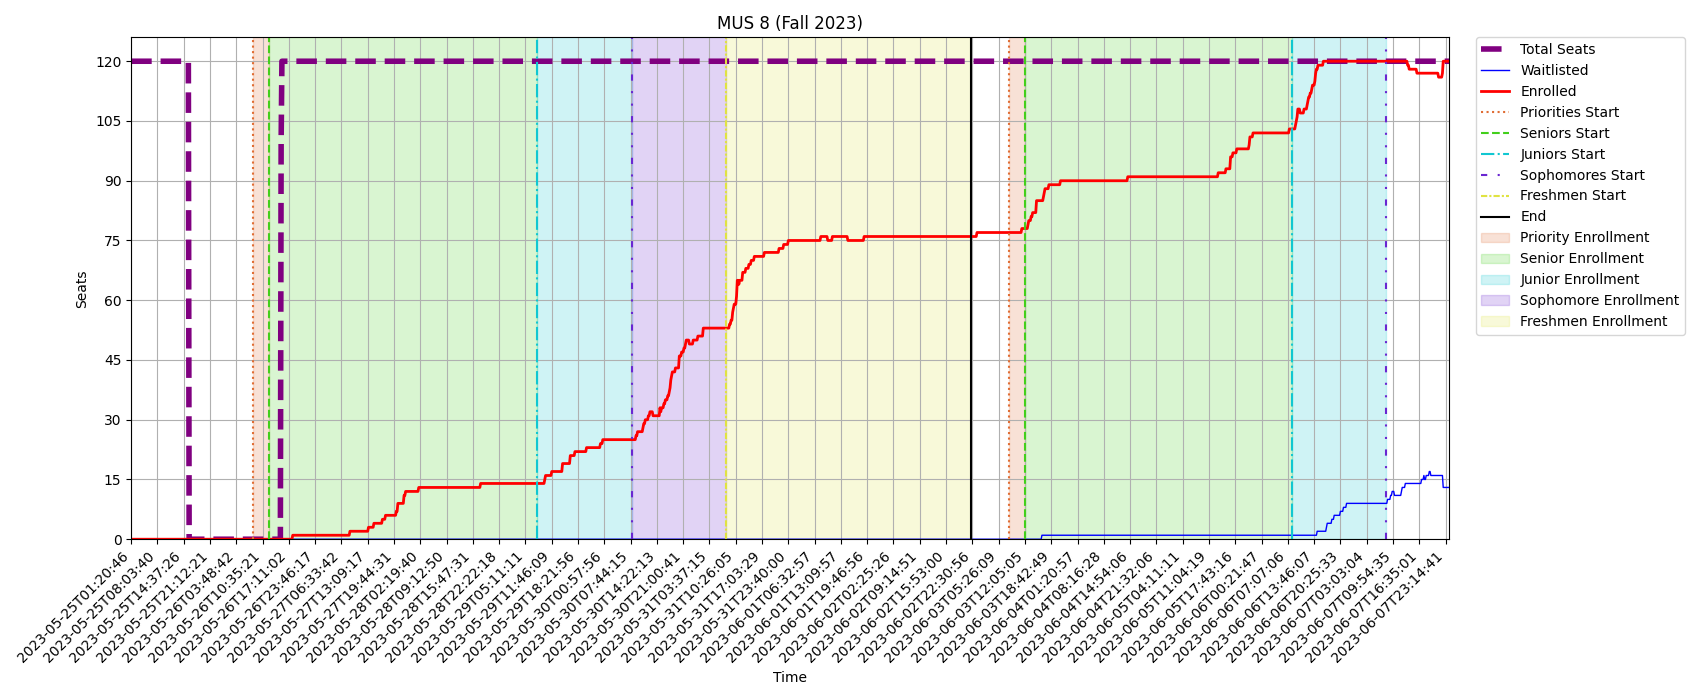 MUS 8 (Fall 2023)
Seats
120
105
90
75
60
45
30
15
0
2023-05-25T01:20:46
2023-05-25T08:03:40
2023-05-25T14:37:26
2023-05-25T21:12:21
2023-05-26T03:48:42
2023-05-26T10:35:21
2023-05-26T17:11:02
2023-05-26T23:46:17
2023-05-27T06:33:42
2023-05-27T13:09:17
2023-05-27T19:44:31
2023-05-28T02:19:40
2023-05-28T09:12:50
2023-05-28T15:47:31
2023-05-28T22:22:18
2023-05-29T05:11:11
2023-05-29T11:46:09
2023-05-29T18:21:56
2023-05-30T00:57:56
2023-05-30T07:44:15
2023-05-30T14:22:13
2023-05-30T21:00:41
2023-05-31T03:37:15
2023-05-31T10:26:05
2023-05-31T17:03:29
2023-05-31T23:40:00
2023-06-01T06:32:57
2023-06-01T13:09:57
2023-06-01T19:46:56
2023-06-02T02:25:26
2023-06-02T09:14:51
2023-06-02T15:53:00
2023-06-02T22:30:56
2023-06-03T05:26:09
2023-06-03T12:05:05
2023-06-03T18:42:49
2023-06-04T01:20:57
2023-06-04T08:16:28
2023-06-04T14:54:06
2023-06-04T21:32:06
2023-06-05T04:11:11
2023-06-05T11:04:19
2023-06-05T17:43:16
2023-06-06T00:21:47
2023-06-06T07:07:06
2023-06-06T13:46:07
2023-06-06T20:25:33
2023-06-07T03:03:04
2023-06-07T09:54:35
2023-06-07T16:35:01
2023-06-07T23:14:41
Time
Total Seats
Waitlisted
Enrolled
Priorities Start
Seniors Start
Juniors Start
Sophomores Start
Freshmen Start
End
Priority Enrollment
Senior Enrollment
Junior Enrollment
Sophomore Enrollment
Freshmen Enrollment